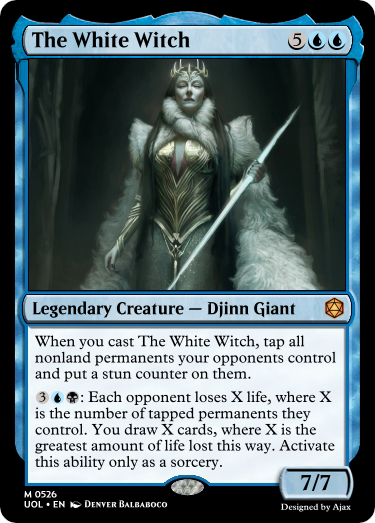 The White Witch 5
Legendary Creature — Djinn Giant
When you cast The White Witch, tap all
nonland permanents your opponents control
and put a stun counter on them.
3: Each opponent loses X life, where X
is the number of tapped permanents they
control. You draw X cards, where X is the
greatest amount of life lost this way. Activate
this ability only as a sorcery.
7/7
M 0526
UOL • EN Denver Balbaboco
Designed by Ajax